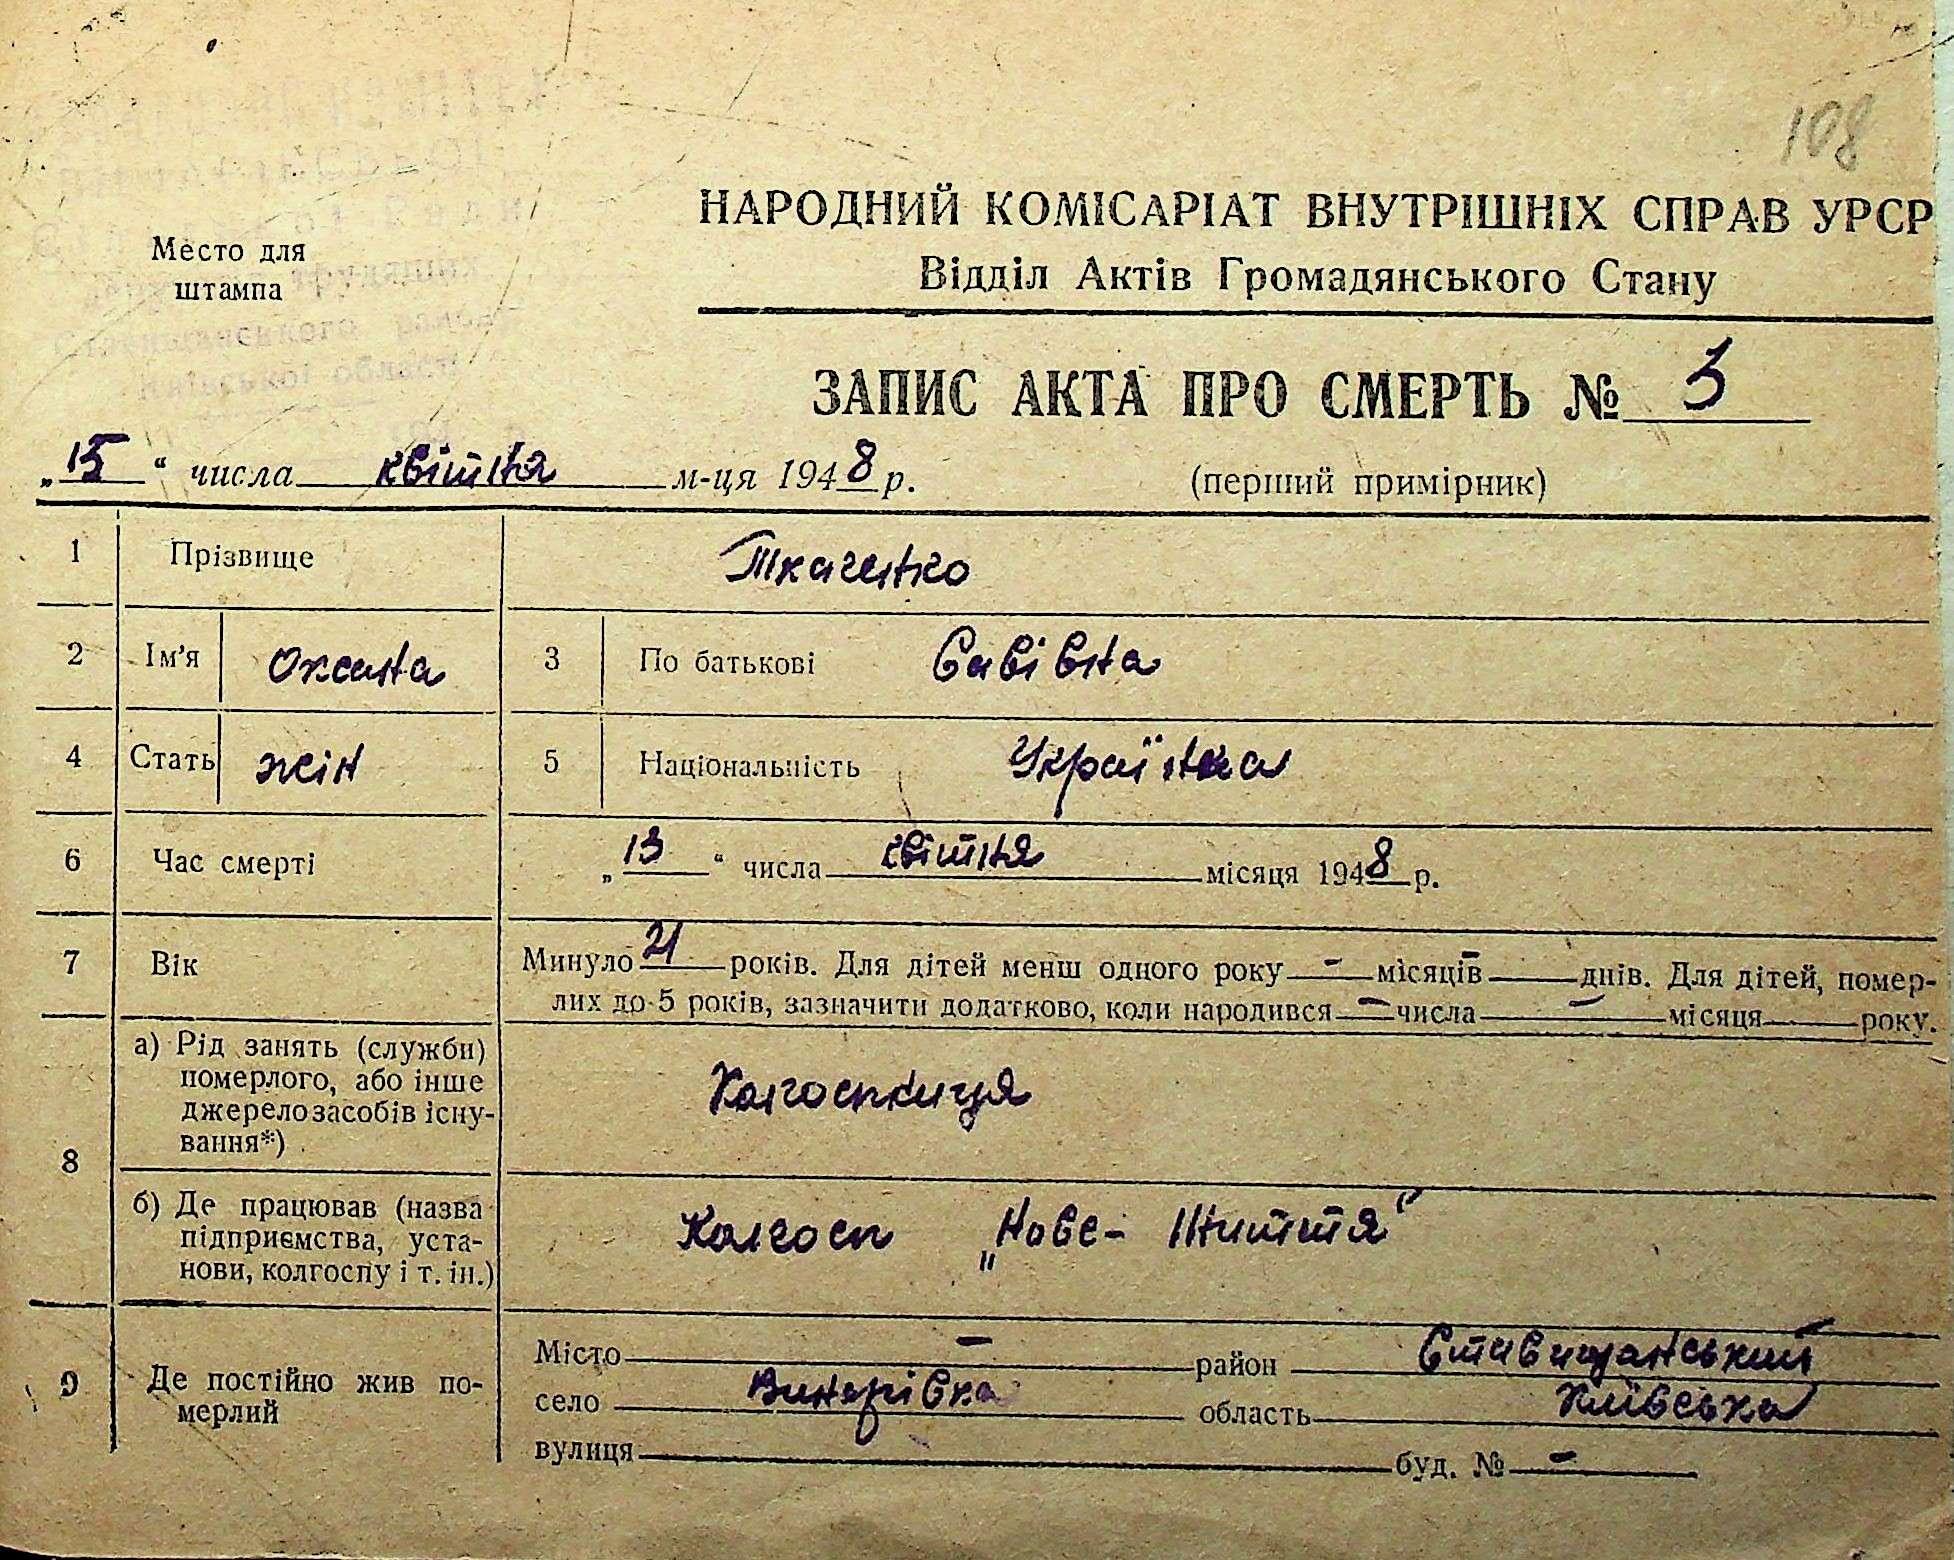 108
НАРОДНИЙ КОМІСАРІАТ ВНУТРІШНІХ СПРАВ УРСР
Відділ Актів Громадянського Стану
Место для
штампа
трудящих
Ставищанського району
Київської області
ЗАПИС АКТА ПРО СМЕРТЬ № 3
„15“ числа квітня м-ця 1948 р. (перший примірник)
1 Прізвище Ткаченко
2 Ім'я Оксана 3 По батькові Савівна
4 Стать жін 5 Національність Українка
6 Час смерті „13“ числа квітня місяця 1948 р.
7 Вік Минуло 21 років. Для дітей менш одного року - місяців - днів. Для дітей, помер-
лих до 5 років, зазначити додатково, коли народився - числа - місяця року.
8 а) Рід занять (служби)
померлого, або інше
джерело засобів існу-
вання*)
Колгоспниця
б) Де працював (назва
підприємства, уста-
нови, колгоспу і т. ін.)
Колгосп „Нове-Життя“
9 Де постійно жив по-
мерлий
Місто - район Ставищанський
село Винарівка область Київська
вулиця буд. № -